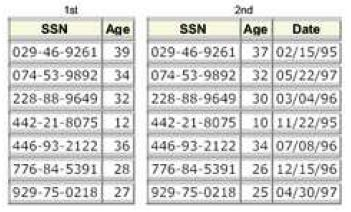 1st 2nd
SSN Age SSN Age Date
029-46-9261 39 029-46-9261 37 02/15/95
074-53-9892 34 074-53-9892 32 05/22/97
228-88-9649 32 228-88-9649 30 03/04/96
442-21-8075 12 442-21-8075 10 11/22/95
446-93-2122 36 446-93-2122 34 07/08/96
776-84-5391 28 776-84-5391 26 12/15/96
929-75-0218 27 929-75-0218 25 04/30/97